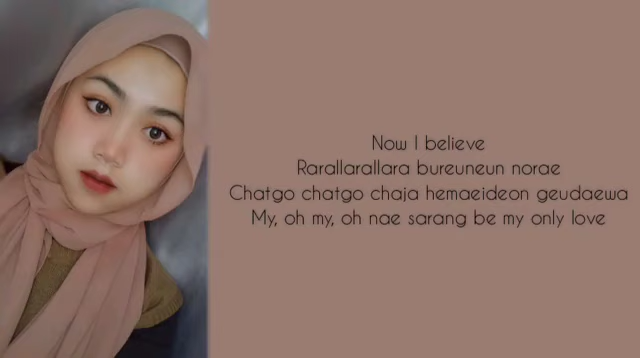 Now I believe
Rarallarallara bureuneun norae
Chatgo chatgo chaja hemaeideon geudaewa
My, oh my, oh nae sarang be my only love